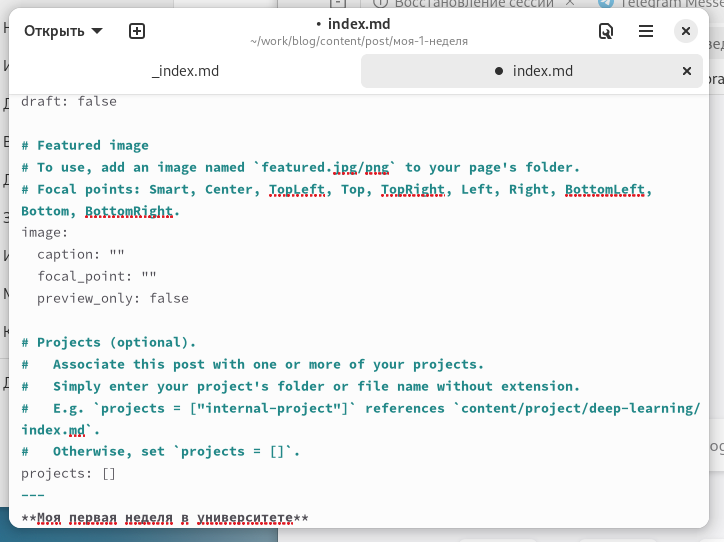 Восстановление сессии
Telegram Messe
Открыть
• index.md
~/work/blog/content/post/моя-1-неделя
_index.md
● index.md
draft: false
# Featured image
# To use, add an image named `featured.jpg/png` to your page's folder.
# Focal points: Smart, Center, TopLeft, Top, TopRight, Left, Right, BottomLeft,
Bottom, BottomRight.
image:
  caption: ""
  focal_point: ""
  preview_only: false
# Projects (optional).
#   Associate this post with one or more of your projects.
#   Simply enter your project's folder or file name without extension.
#   E.g. `projects = ["internal-project"]` references `content/project/deep-learning/
index.md`.
#   Otherwise, set `projects = []`.
projects: []
---
**Моя первая неделя в университете**